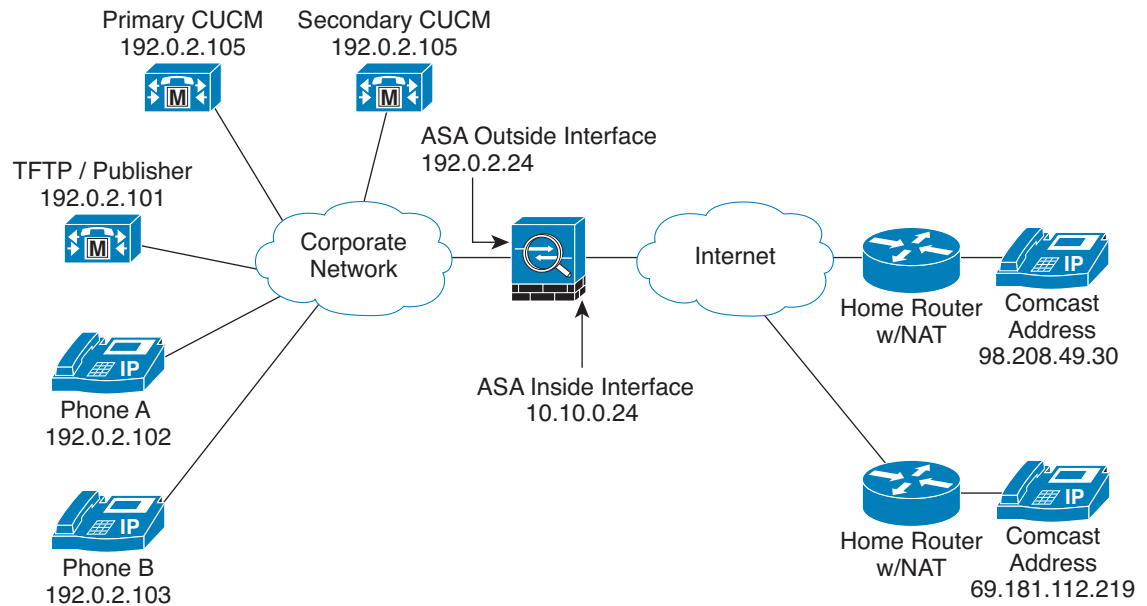 Primary CUCM
192.0.2.105
Secondary CUCM
192.0.2.105
M
M
ASA Outside Interface
192.0.2.24
TFTP / Publisher
192.0.2.101
M
Corporate
Network
Internet
IP
Home Router
w/NAT
Comcast
Address
98.208.49.30
IP
Phone A
192.0.2.102
ASA Inside Interface
10.10.0.24
IP
Phone B
192.0.2.103
IP
Home Router
w/NAT
Comcast
Address
69.181.112.219